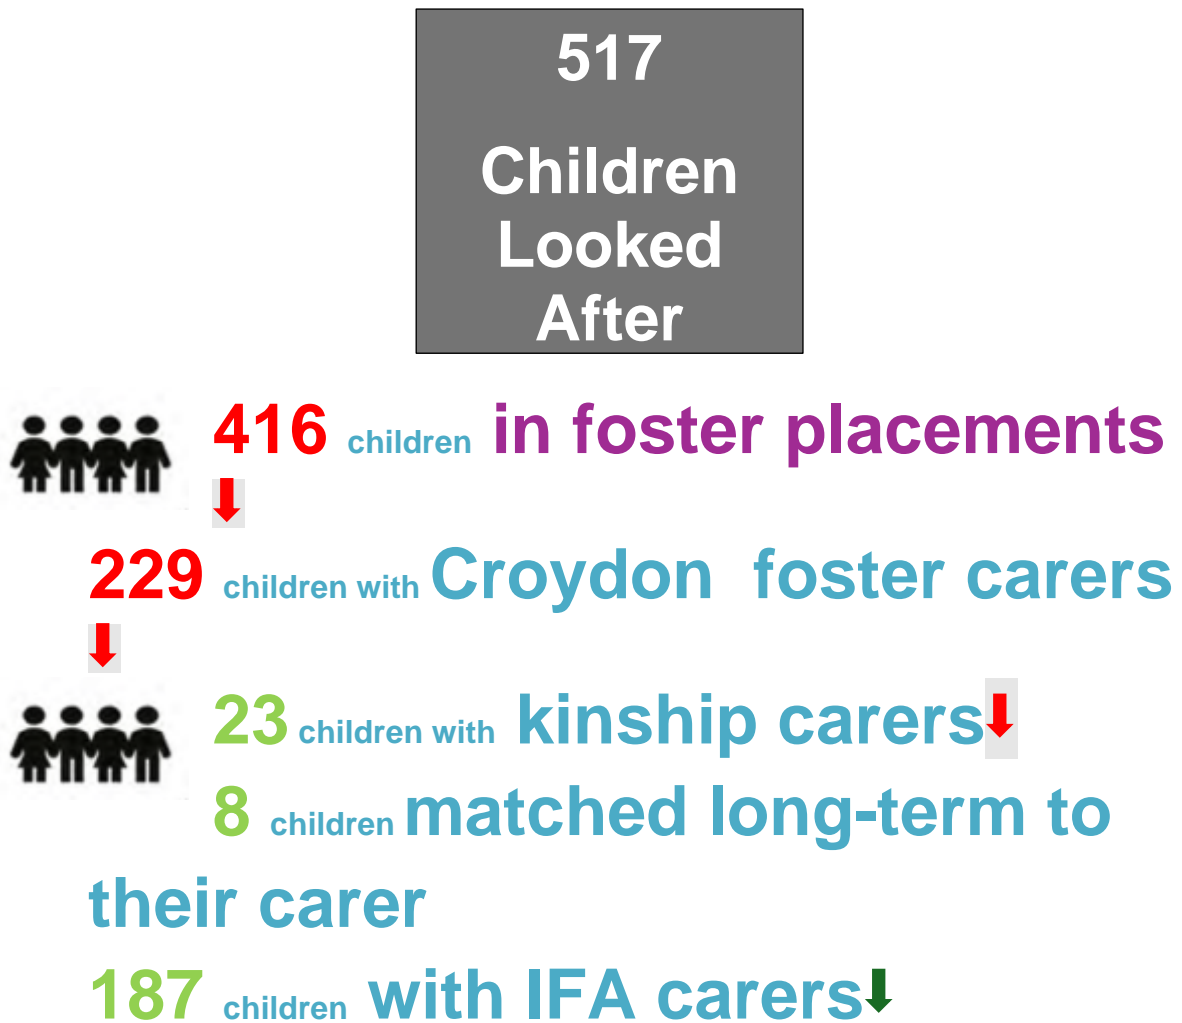 517
Children
Looked
After
416 children in foster placements
229 children with Croydon foster carers
23 children with kinship carers
8 children matched long-term to
their carer
187 children with IFA carers